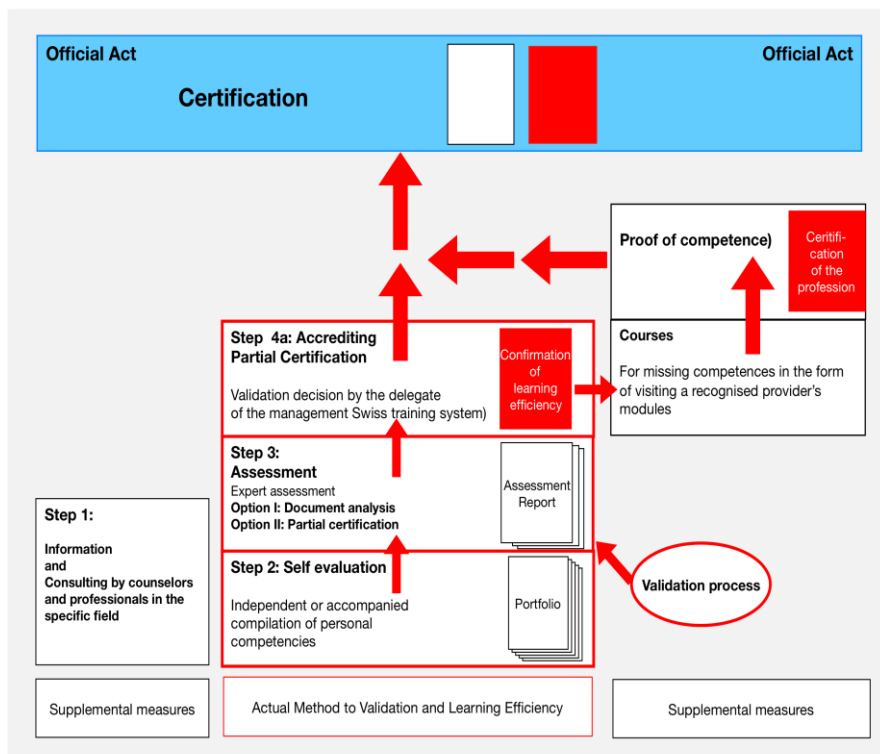 Official Act
Official Act
Certification
Proof of competence)
Ceritifi-
cation
of the
profession
Step 4a: Accrediting
Partial Certification
Validation decision by the delegate
of the management Swiss training system)
Confirmation
of
learning
efficiency
Courses
For missing competences in the form
of visiting a recognised provider's
modules
Step 3:
Assessment
Expert assessment
Option I: Document analysis
Option II: Partial certification
Assessment
Report
Step 1:
Information
and
Consulting by counselors
and professionals in the
specific field
Step 2: Self evaluation
Independent or accompanied
compilation of personal
competencies
Portfolio
Validation process
Supplemental measures
Actual Method to Validation and Learning Efficiency
Supplemental measures